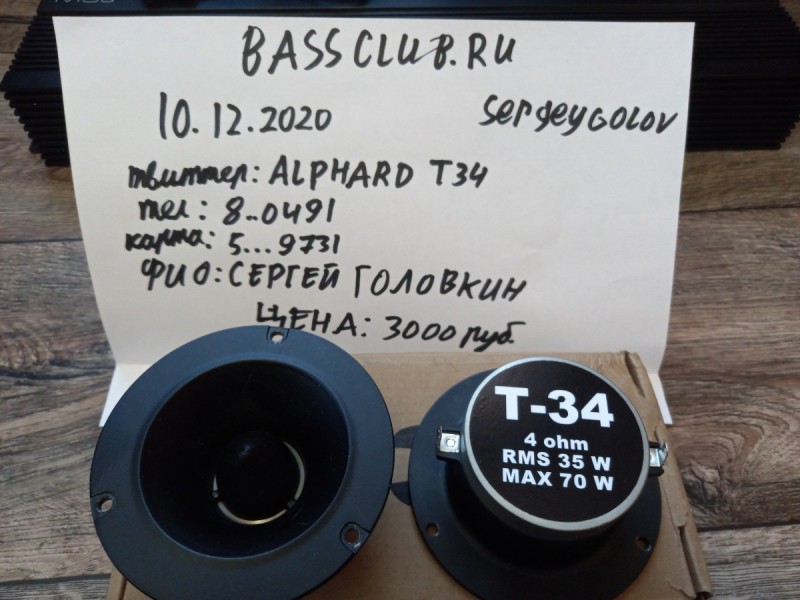 BASSCLUB.RU
10.12.2020 sergeyGOLOV
твиттер: ALPHARD T34
тел: 8..0491
карта: 5...9731
ФИО: СЕРГЕЙ ГОЛОВКИН
ЦЕНА: 3000 руб.
T-34
4 ohm
RMS 35 W
MAX 70 W